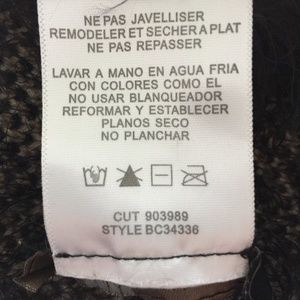 NE PAS JAVELLISER
REMODELER ET SECHER A PLAT
NE PAS REPASSER
LAVAR A MANO EN AGUA FRIA
CON COLORES COMO EL
NO USAR BLANQUEADOR
REFORMAR Y ESTABLECER
PLANOS SECO
NO PLANCHAR
CUT 903989
STYLE BC34336